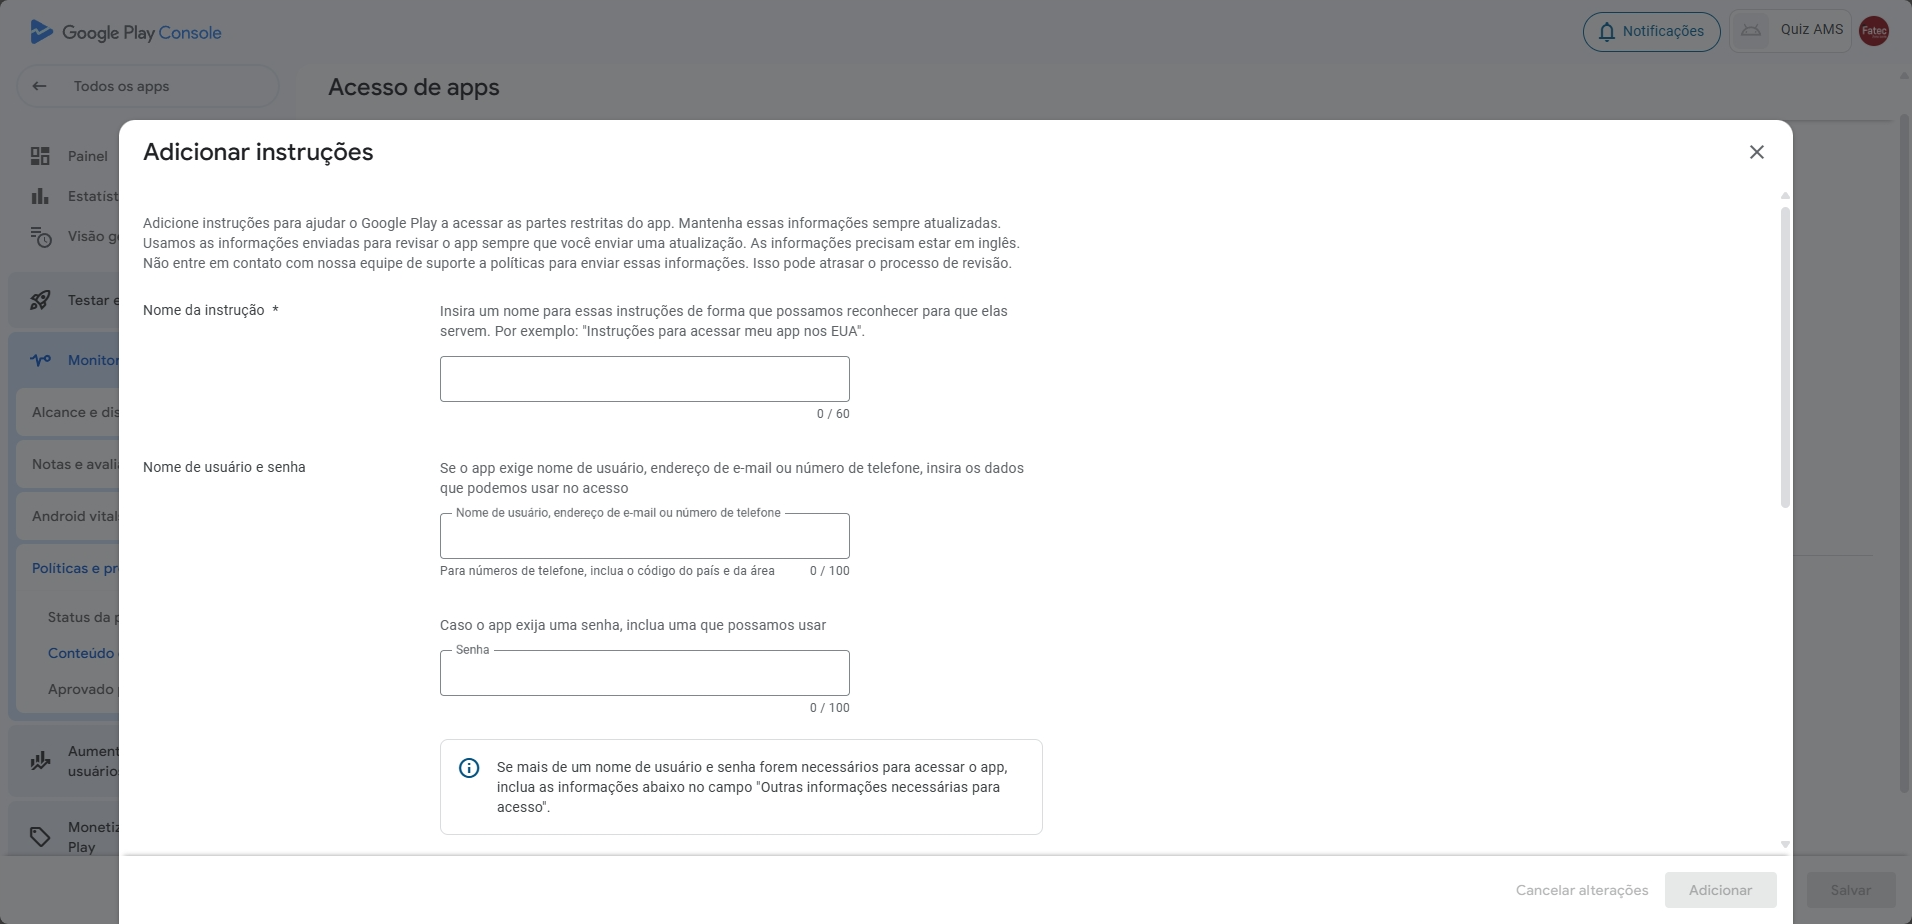 Google Play Console
Notificações
Quiz AMS
Fatec
Todos os apps
Acesso de apps
Painel
Estatíst
Visão g
Testar e
Monitor
Alcance e dis
Notas e avali
Android vital
Políticas e pr
Status da p
Conteúdo
Aprovado
Aument
usuário
Monetiz
Play
Adicionar instruções
Adicione instruções para ajudar o Google Play a acessar as partes restritas do app. Mantenha essas informações sempre atualizadas.
Usamos as informações enviadas para revisar o app sempre que você enviar uma atualização. As informações precisam estar em inglês.
Não entre em contato com nossa equipe de suporte a políticas para enviar essas informações. Isso pode atrasar o processo de revisão.
Nome da instrução *
Insira um nome para essas instruções de forma que possamos reconhecer para que elas
servem. Por exemplo: "Instruções para acessar meu app nos EUA".
0 / 60
Nome de usuário e senha
Se o app exige nome de usuário, endereço de e-mail ou número de telefone, insira os dados
que podemos usar no acesso
Nome de usuário, endereço de e-mail ou número de telefone
Para números de telefone, inclua o código do país e da área 0 / 100
Caso o app exija uma senha, inclua uma que possamos usar
Senha
0 / 100
Se mais de um nome de usuário e senha forem necessários para acessar o app,
inclua as informações abaixo no campo "Outras informações necessárias para
acesso".
Cancelar alterações
Adicionar
Salvar